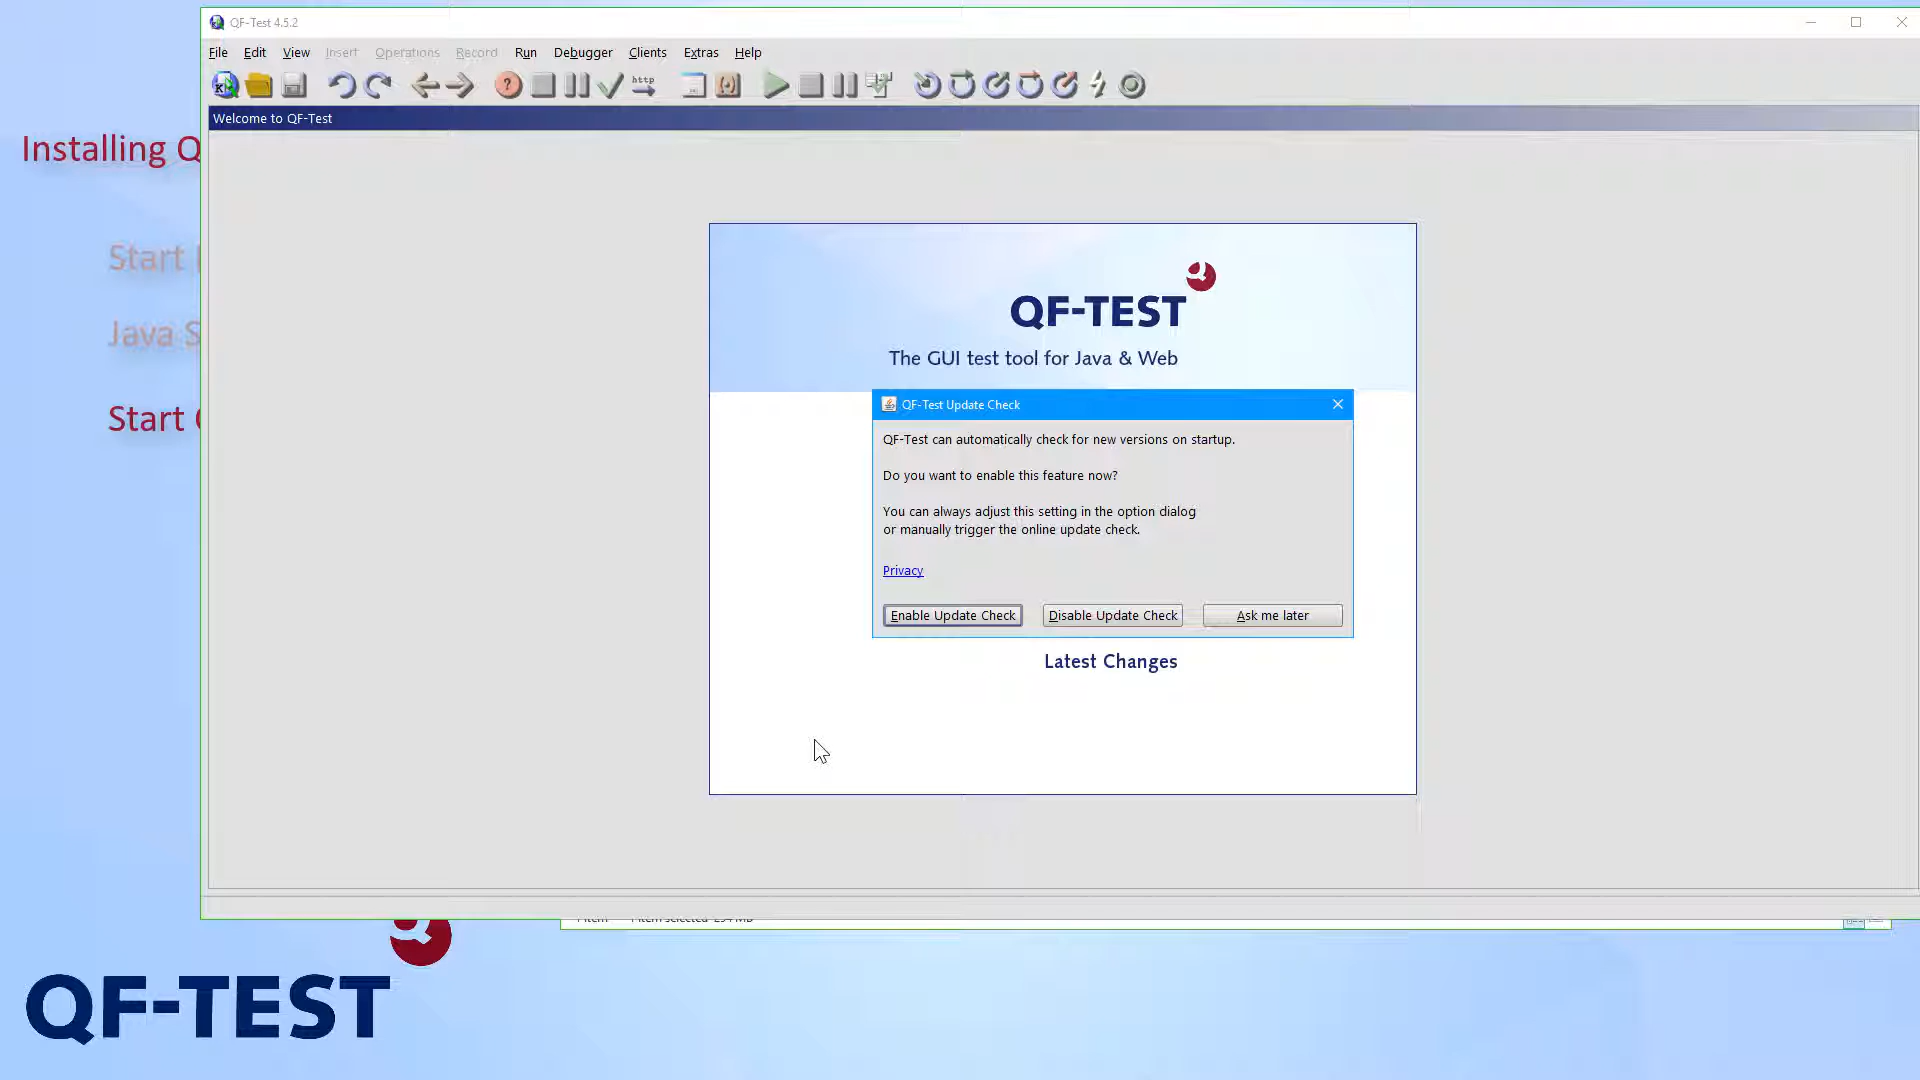 QF-Test 4.5.2
File Edit View Insert Operations Record Run Debugger Clients Extras Help
http
Welcome to QF-Test
Installing Q
Start
Java S
Start
QF-TEST
The GUI test tool for Java & Web
QF-Test Update Check
QF-Test can automatically check for new versions on startup.
Do you want to enable this feature now?
You can always adjust this setting in the option dialog
or manually trigger the online update check.
Privacy
Enable Update Check Disable Update Check Ask me later
Latest Changes
QF-TEST